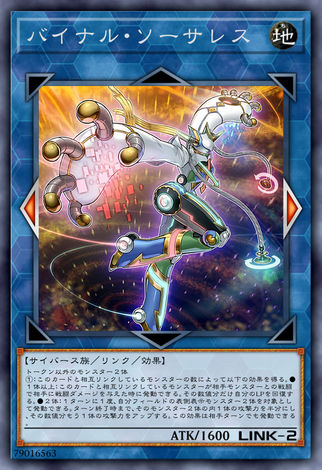 バイナル・ソーサレス
地
【サイバース族／リンク／効果】
トークン以外のモンスター２体
①：このカードと相互リンクしているモンスターの数によって以下の効果を得る。●
１体以上：このカードと相互リンクしているモンスターが相手モンスターとの戦闘
で相手に戦闘ダメージを与えた時に発動できる。その数値分だけ自分のLPを回復す
る。●２体：１ターンに１度、自分フィールドの表側表示モンスター２体を対象とし
て発動できる。ターン終了時まで、そのモンスター２体の内１体の攻撃力を半分にし、
その数値分もう１体の攻撃力をアップする。この効果は相手ターンでも発動できる
。
ATK/1600 LINK-2
79016563